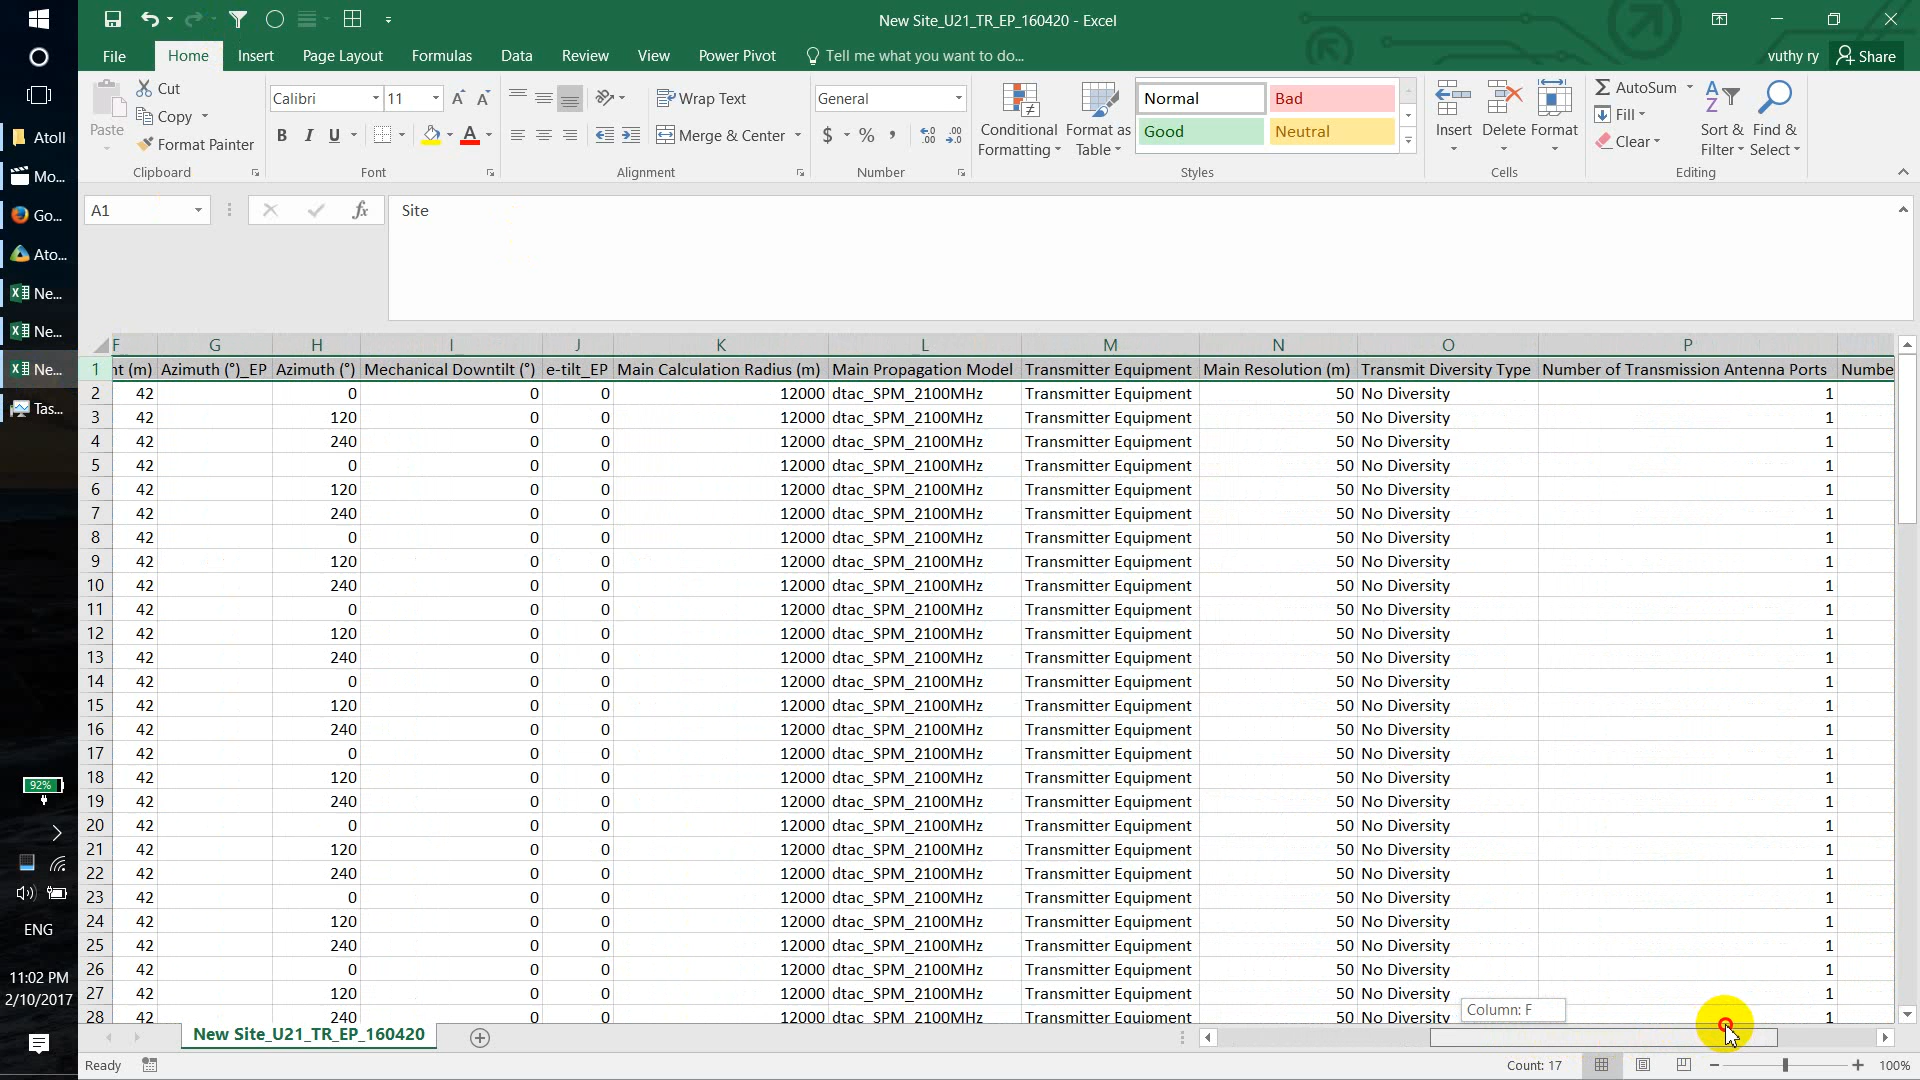 New Site_U21_TR_EP_160420 - Excel
File Home Insert Page Layout Formulas Data Review View Power Pivot Tell me what you want to do... vuthy ry Share
Paste Cut Copy Format Painter Clipboard
Calibri 11 B I U A Font
Wrap Text Merge & Center Alignment
General $ % , Number
Conditional Formatting Format as Table Normal Bad Good Neutral Styles
Insert Delete Format Cells
AutoSum Fill Clear Sort & Filter Find & Select Editing
A1 fx Site
F G H I J K L M N O P
1 nt (m) Azimuth (°)_EP Azimuth (°) Mechanical Downtilt (°) e-tilt_EP Main Calculation Radius (m) Main Propagation Model Transmitter Equipment Main Resolution (m) Transmit Diversity Type Number of Transmission Antenna Ports Numbe
2 42 0 0 0 12000 dtac_SPM_2100MHz Transmitter Equipment 50 No Diversity 1
3 42 120 0 0 12000 dtac_SPM_2100MHz Transmitter Equipment 50 No Diversity 1
4 42 240 0 0 12000 dtac_SPM_2100MHz Transmitter Equipment 50 No Diversity 1
5 42 0 0 0 12000 dtac_SPM_2100MHz Transmitter Equipment 50 No Diversity 1
6 42 120 0 0 12000 dtac_SPM_2100MHz Transmitter Equipment 50 No Diversity 1
7 42 240 0 0 12000 dtac_SPM_2100MHz Transmitter Equipment 50 No Diversity 1
8 42 0 0 0 12000 dtac_SPM_2100MHz Transmitter Equipment 50 No Diversity 1
9 42 120 0 0 12000 dtac_SPM_2100MHz Transmitter Equipment 50 No Diversity 1
10 42 240 0 0 12000 dtac_SPM_2100MHz Transmitter Equipment 50 No Diversity 1
11 42 0 0 0 12000 dtac_SPM_2100MHz Transmitter Equipment 50 No Diversity 1
12 42 120 0 0 12000 dtac_SPM_2100MHz Transmitter Equipment 50 No Diversity 1
13 42 240 0 0 12000 dtac_SPM_2100MHz Transmitter Equipment 50 No Diversity 1
14 42 0 0 0 12000 dtac_SPM_2100MHz Transmitter Equipment 50 No Diversity 1
15 42 120 0 0 12000 dtac_SPM_2100MHz Transmitter Equipment 50 No Diversity 1
16 42 240 0 0 12000 dtac_SPM_2100MHz Transmitter Equipment 50 No Diversity 1
17 42 0 0 0 12000 dtac_SPM_2100MHz Transmitter Equipment 50 No Diversity 1
18 42 120 0 0 12000 dtac_SPM_2100MHz Transmitter Equipment 50 No Diversity 1
19 42 240 0 0 12000 dtac_SPM_2100MHz Transmitter Equipment 50 No Diversity 1
20 42 0 0 0 12000 dtac_SPM_2100MHz Transmitter Equipment 50 No Diversity 1
21 42 120 0 0 12000 dtac_SPM_2100MHz Transmitter Equipment 50 No Diversity 1
22 42 240 0 0 12000 dtac_SPM_2100MHz Transmitter Equipment 50 No Diversity 1
23 42 0 0 0 12000 dtac_SPM_2100MHz Transmitter Equipment 50 No Diversity 1
24 42 120 0 0 12000 dtac_SPM_2100MHz Transmitter Equipment 50 No Diversity 1
25 42 240 0 0 12000 dtac_SPM_2100MHz Transmitter Equipment 50 No Diversity 1
26 42 0 0 0 12000 dtac_SPM_2100MHz Transmitter Equipment 50 No Diversity 1
27 42 120 0 0 12000 dtac_SPM_2100MHz Transmitter Equipment 50 No Diversity 1
28 42 240 0 0 12000 dtac_SPM_2100MHz Transmitter Equipment 50 No Diversity 1
Column: F
New Site_U21_TR_EP_160420
Ready Count: 17 100%
Atoll
Mo...
Go...
Ato...
Ne...
Ne...
Ne...
Tas...
92%
ENG
11:02 PM
2/10/2017